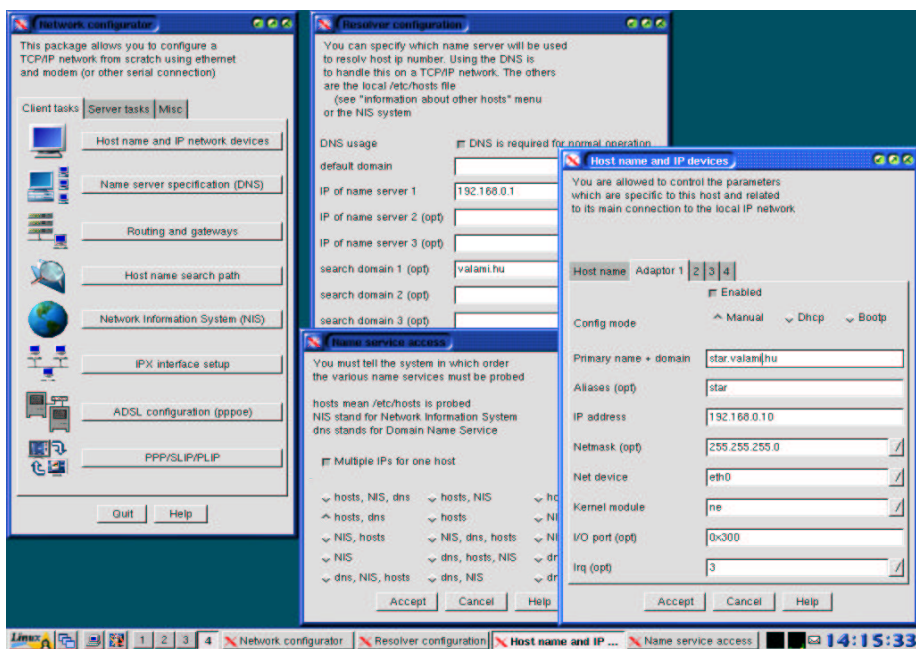 Network configurator
This package allows you to configure a
TCP/IP network from scratch using ethernet
and modem (or other serial connection)
Client tasks Server tasks Misc
Host name and IP network devices
Name server specification (DNS)
Routing and gateways
Host name search path
Network Information System (NIS)
IPX interface setup
ADSL configuration (pppoe)
PPP/SLIP/PLIP
Quit Help
Resolver configuration
You can specify which name server will be used
to resolv host ip number. Using the DNS is
to handle this on a TCP/IP network. The others
are the local /etc/hosts file
(see "information about other hosts" menu
or the NIS system
DNS usage DNS is required for normal operation
default domain
IP of name server 1 192.168.0.1
IP of name server 2 (opt)
IP of name server 3 (opt)
search domain 1 (opt) valami.hu
search domain 2 (opt)
search domain 3 (opt)
Name service access
You must tell the system in which order
the various name services must be probed
hosts mean /etc/hosts is probed
NIS stand for Network Information System
dns stands for Domain Name Service
Multiple IPs for one host
hosts, NIS, dns hosts, NIS
hosts, dns hosts
NIS, hosts NIS, dns, hosts
NIS dns, hosts, NIS
dns, NIS, hosts dns, NIS
Accept Cancel Help
Host name and IP devices
You are allowed to control the parameters
which are specific to this host and related
to its main connection to the local IP network
Host name Adaptor 1 2 3 4
Enabled
Config mode Manual Dhcp Bootp
Primary name + domain star.valami.hu
Aliases (opt) star
IP address 192.168.0.10
Netmask (opt) 255.255.255.0
Net device eth0
Kernel module ne
I/O port (opt) 0x300
Irq (opt) 3
Accept Cancel Help
Linux 1 2 3 4 Network configurator Resolver configuration Host name and IP ... Name service access 14:15:33